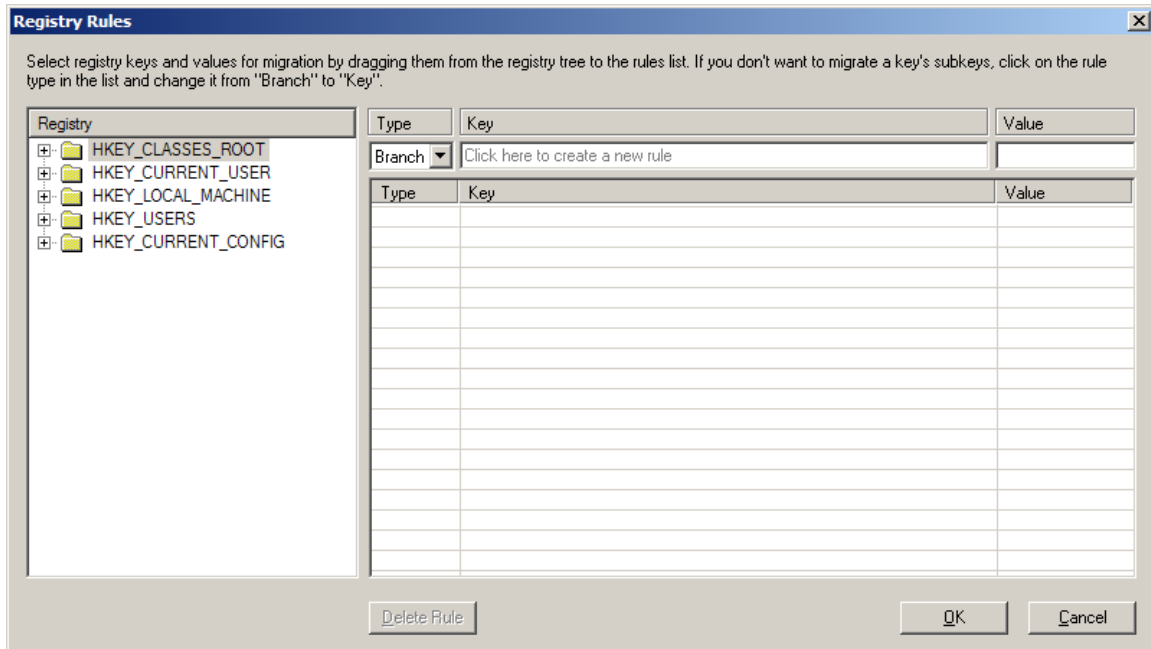 Registry Rules
Select registry keys and values for migration by dragging them from the registry tree to the rules list. If you don't want to migrate a key's subkeys, click on the rule
type in the list and change it from "Branch" to "Key".
Registry
HKEY_CLASSES_ROOT
HKEY_CURRENT_USER
HKEY_LOCAL_MACHINE
HKEY_USERS
HKEY_CURRENT_CONFIG
Type Key Value
Branch Click here to create a new rule
Type Key Value
Delete Rule OK Cancel